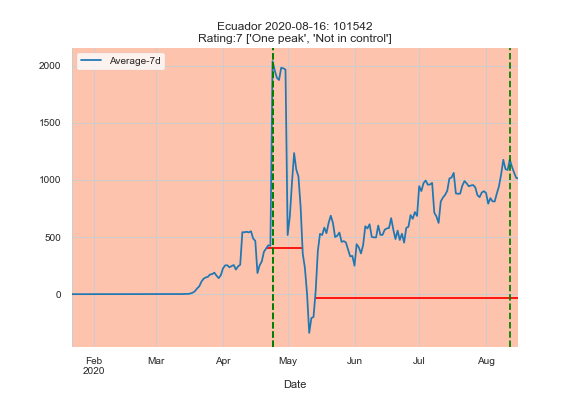 Ecuador 2020-08-16: 101542
Rating:7 ['One peak', 'Not in control']
Average-7d
2000
1500
1000
500
0
Feb Mar Apr May Jun Jul Aug
2020
Date